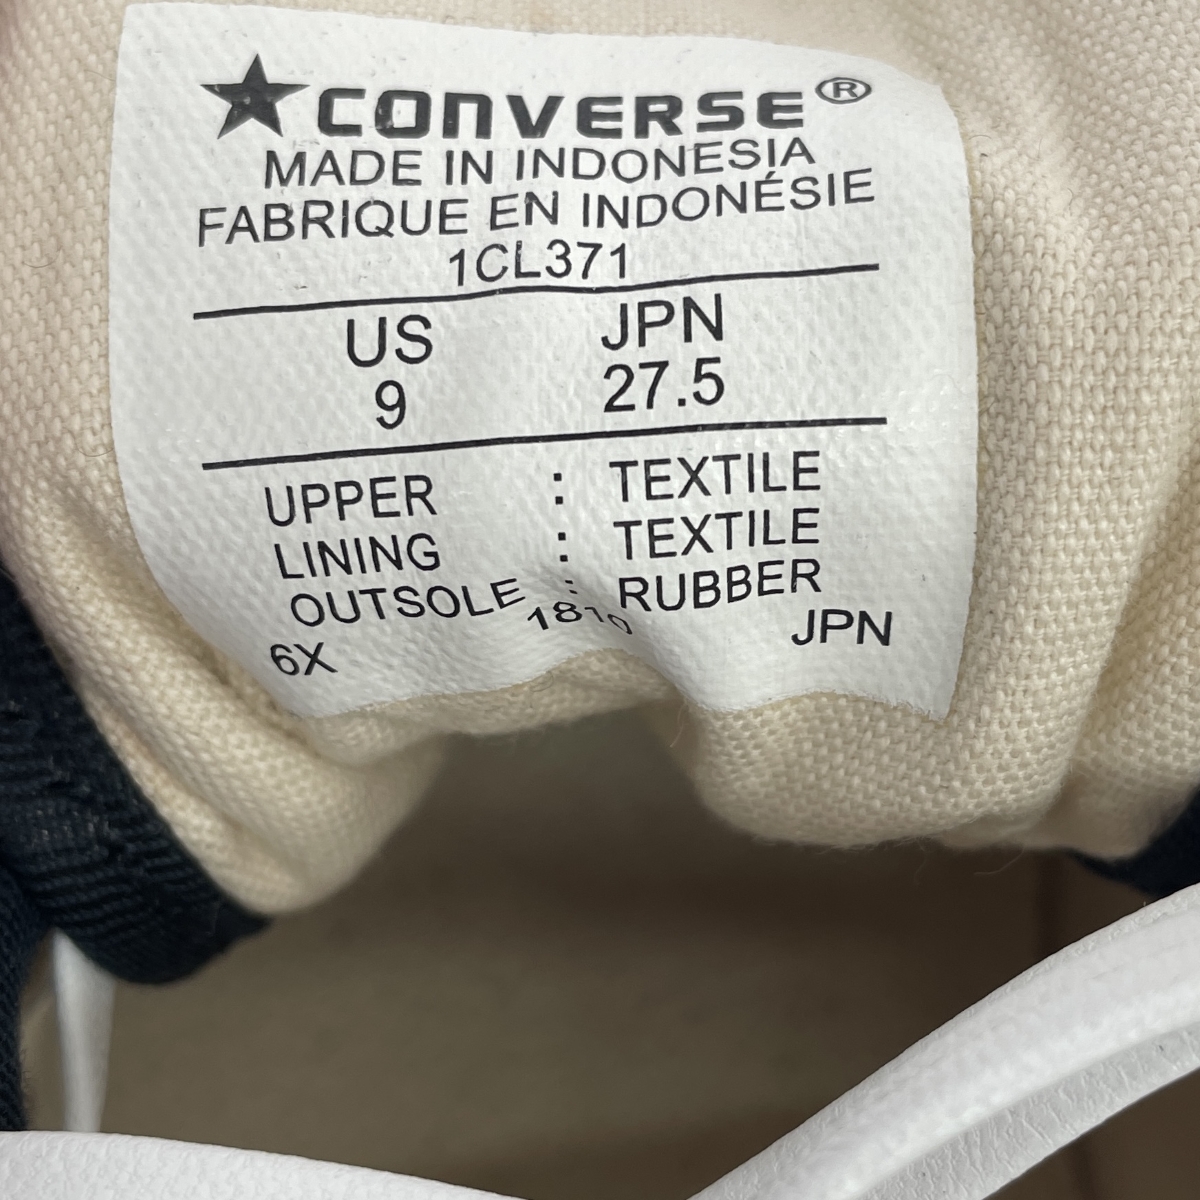 CONVERSE®
MADE IN INDONESIA
FABRIQUE EN INDONÉSIE
1CL371
US JPN
9 27.5
UPPER : TEXTILE
LINING : TEXTILE
OUTSOLE : RUBBER
6X 1810 JPN